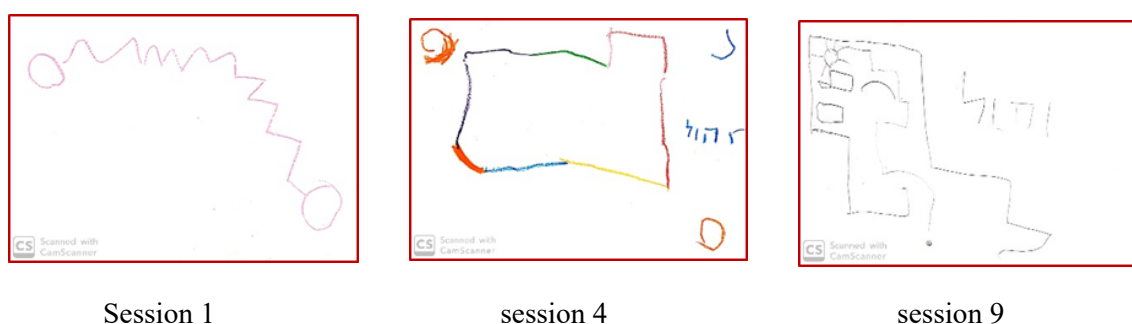 CS Scanned with
CamScanner
CS Scanned with
CamScanner
CS Scanned with
CamScanner
Session 1
session 4
session 9